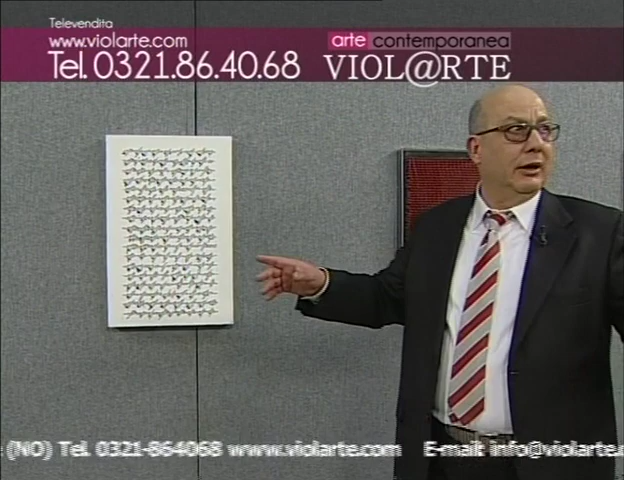 Televendita
www.violarte.com
Tel. 0321.86.40.68
arte contemporanea
VIOL@RTE
(NO) Tel. 0321-864068 www.violarte.com E-mail: info@violarte.